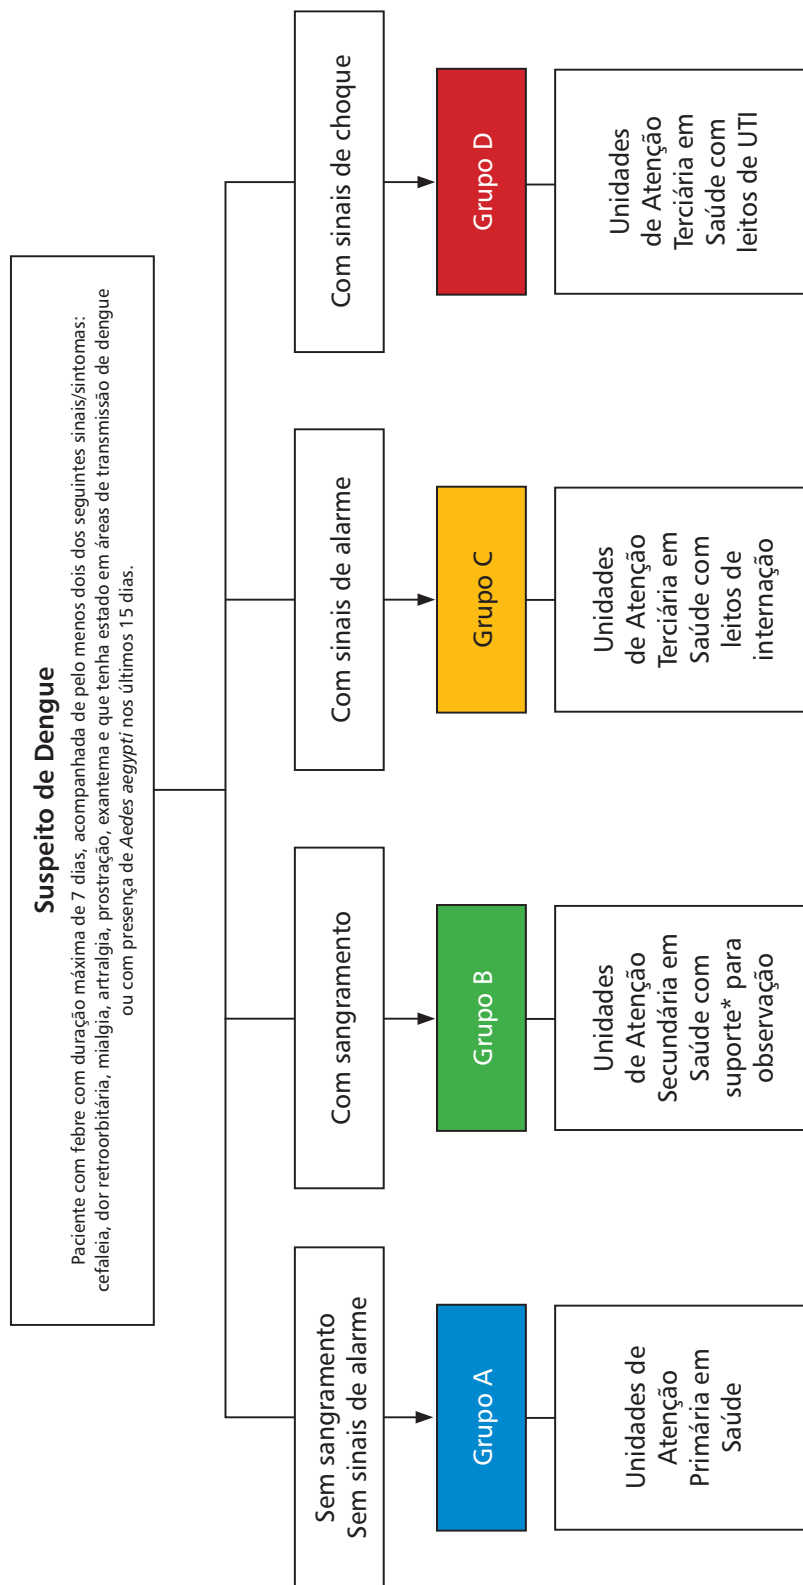 Suspeito de Dengue
Paciente com febre com duração máxima de 7 dias, acompanhada de pelo menos dois dos seguintes sinais/sintomas:
cefaleia, dor retroorbitária, mialgia, artralgia, prostração, exantema e que tenha estado em áreas de transmissão de dengue
ou com presença de Aedes aegypti nos últimos 15 dias.
Sem sangramento
Sem sinais de alarme
Grupo A
Unidades de
Atenção
Primária em
Saúde
Com sangramento
Grupo B
Unidades
de Atenção
Secundária em
Saúde com
suporte* para
observação
Com sinais de alarme
Grupo C
Unidades
de Atenção
Terciária em
Saúde com
leitos de
internação
Com sinais de choque
Grupo D
Unidades
de Atenção
Terciária em
Saúde com
leitos de UTI